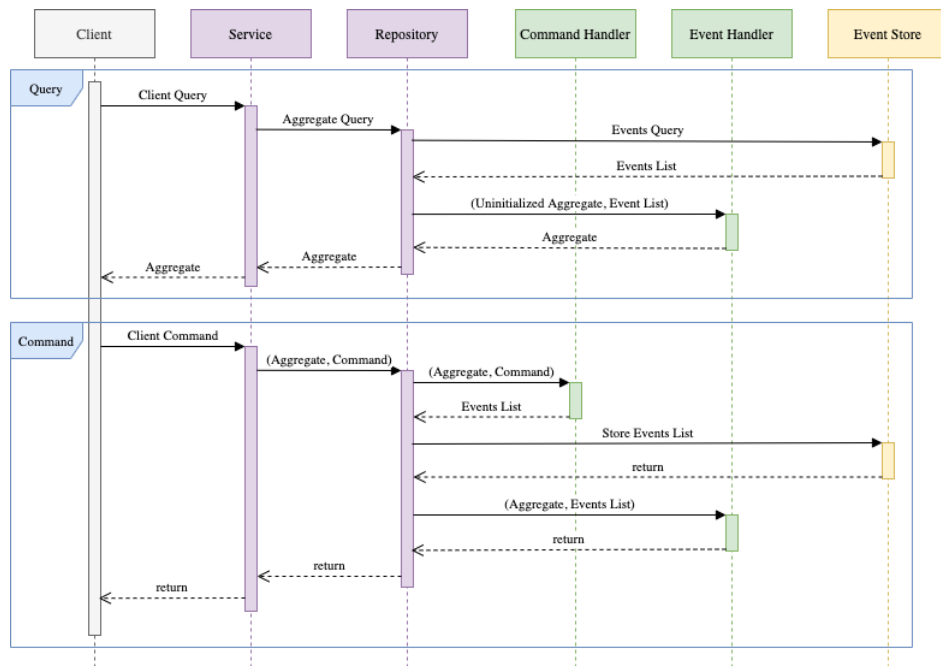 Client
Service
Repository
Command Handler
Event Handler
Event Store
Query
Client Query
Aggregate Query
Events Query
Events List
(Uninitialized Aggregate, Event List)
Aggregate
Aggregate
Aggregate
Command
Client Command
(Aggregate, Command)
(Aggregate, Command)
Events List
Store Events List
return
(Aggregate, Events List)
return
return
return